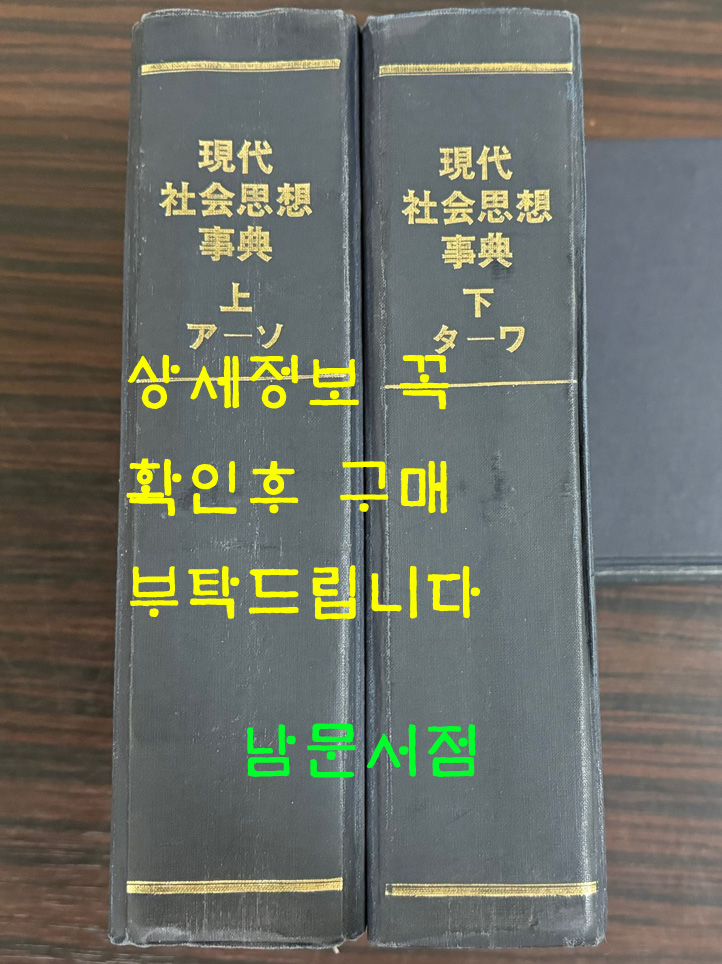 現代
社会思想
事典
上
ア―ソ
現代
社会思想
事典
下
タ―ワ
상세정보 꼭
확인후 구매
부탁드립니다
남문서점